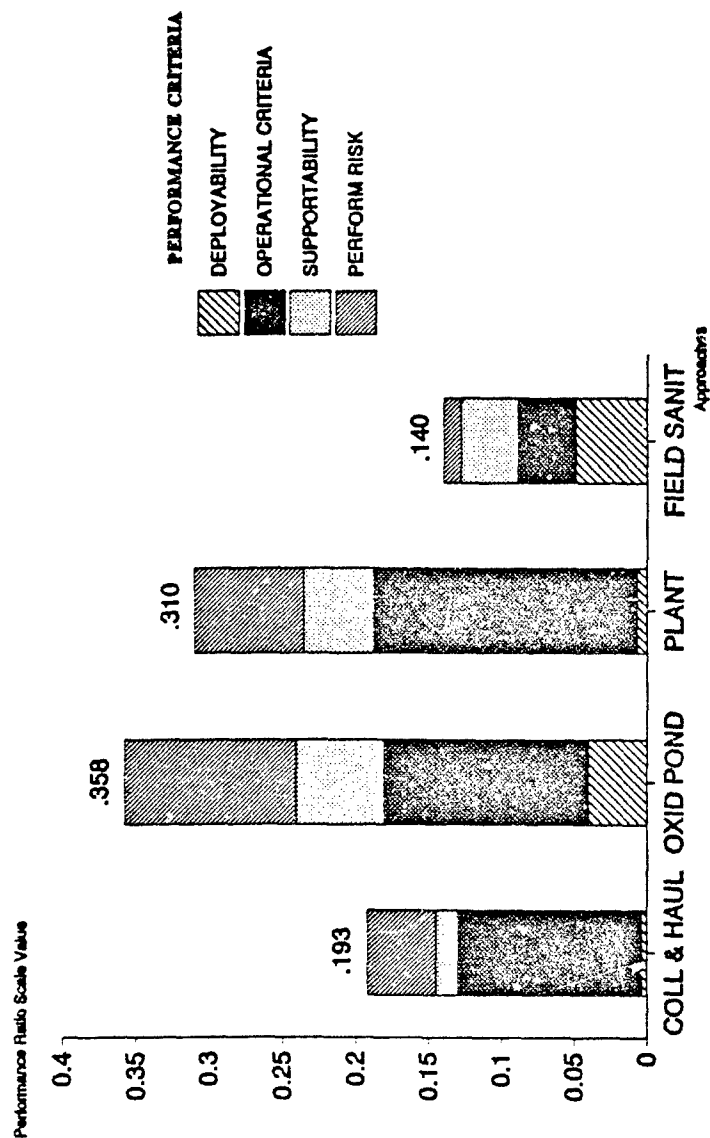 Performance Ratio Scale Value
0.4
0.35
0.3
0.25
0.2
0.15
0.1
0.05
0
.193
.358
.310
.140
COLL & HAUL
OXID POND
PLANT
FIELD SANIT
Approaches
PERFORMANCE CRITERIA
DEPLOYABILITY
OPERATIONAL CRITERIA
SUPPORTABILITY
PERFORM RISK